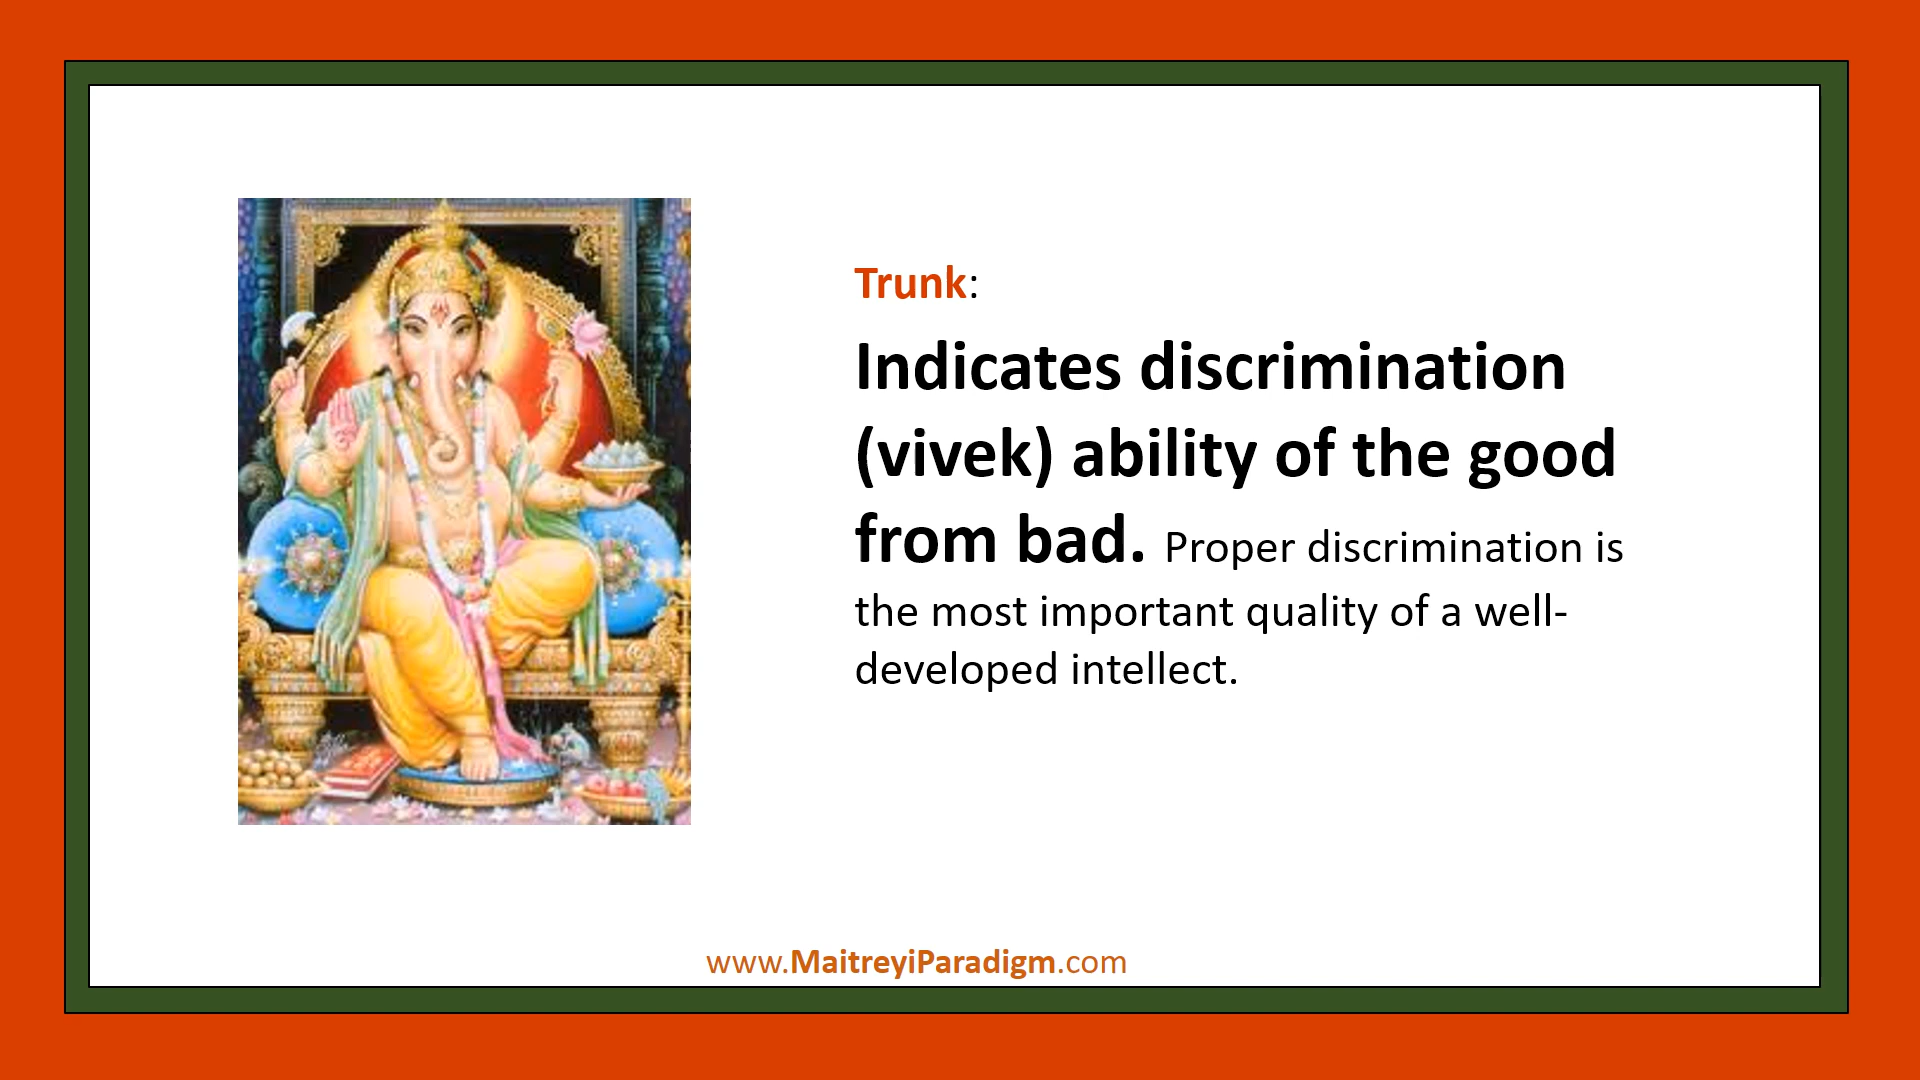 Trunk:
Indicates discrimination
(vivek) ability of the good
from bad. Proper discrimination is
the most important quality of a well-
developed intellect.
www.MaitreyiParadigm.com